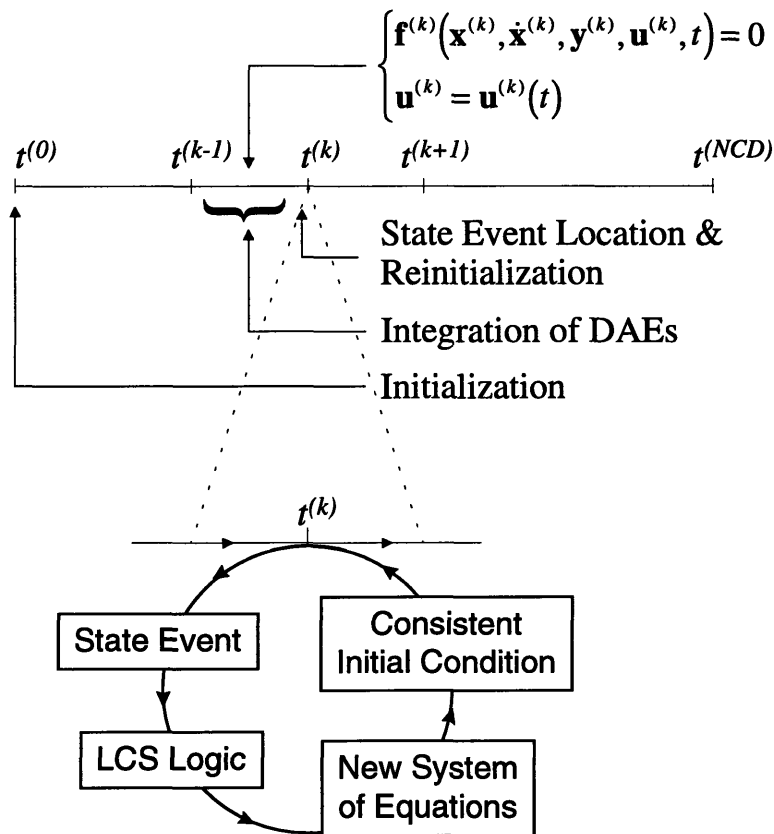 f^(k)(x^(k), ẋ^(k), y^(k), u^(k), t) = 0
u^(k) = u^(k)(t)
t^(0) t^(k-1) t^(k) t^(k+1) t^(NCD)
State Event Location &
Reinitialization
Integration of DAEs
Initialization
t^(k)
State Event
Consistent
Initial Condition
LCS Logic
New System
of Equations